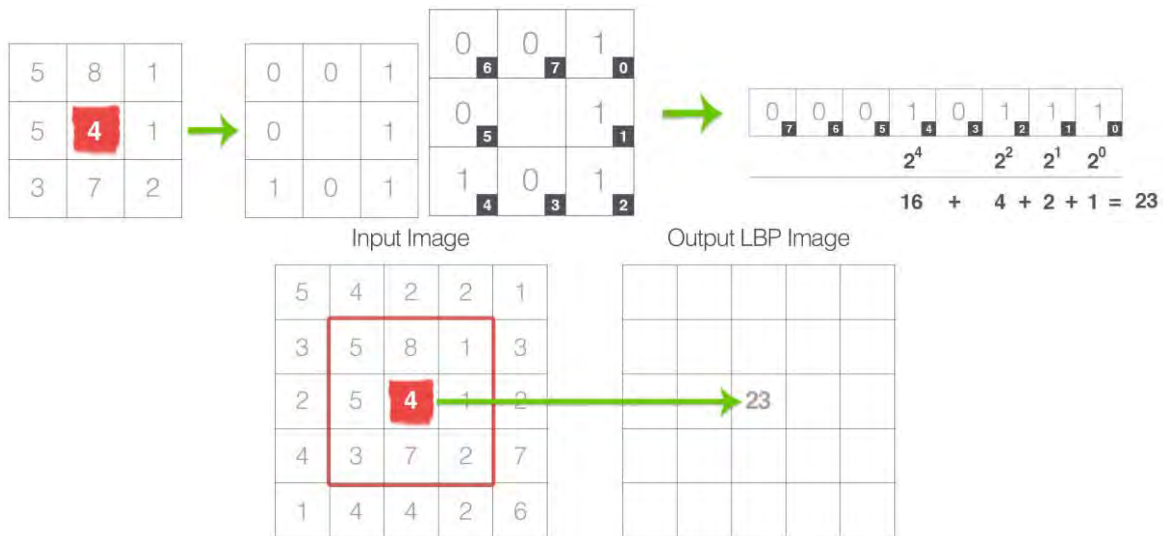 5 8 1
5 4 1
3 7 2
0 0 1
0 1
1 0 1
0 6 0 7 1 0
0 5 1 1
1 4 0 3 1 2
0 7 0 6 0 5 1 4 0 3 1 2 1 1 1 0
2^4 2^2 2^1 2^0
16 + 4 + 2 + 1 = 23
Input Image
5 4 2 2 1
3 5 8 1 3
2 5 4 1 2
4 3 7 2 7
1 4 4 2 6
Output LBP Image
23